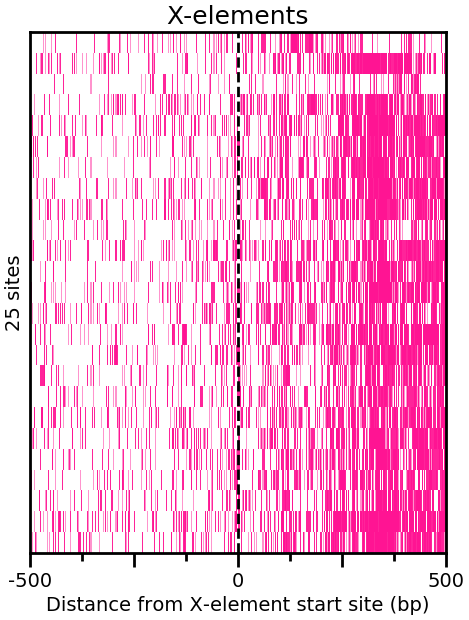 X-elements
25 sites
-500
0
500
Distance from X-element start site (bp)